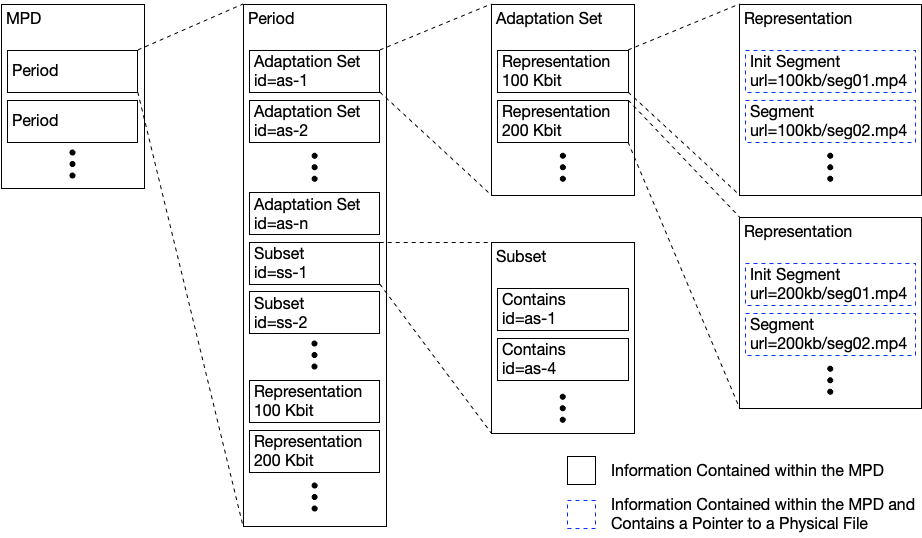 MPD
Period
Period
Period
Adaptation Set
id=as-1
Adaptation Set
id=as-2
Adaptation Set
id=as-n
Subset
id=ss-1
Subset
id=ss-2
Representation
100 Kbit
Representation
200 Kbit
Adaptation Set
Representation
100 Kbit
Representation
200 Kbit
Subset
Contains
id=as-1
Contains
id=as-4
Representation
Init Segment
url=100kb/seg01.mp4
Segment
url=100kb/seg02.mp4
Representation
Init Segment
url=200kb/seg01.mp4
Segment
url=200kb/seg02.mp4
Information Contained within the MPD
Information Contained within the MPD and
Contains a Pointer to a Physical File